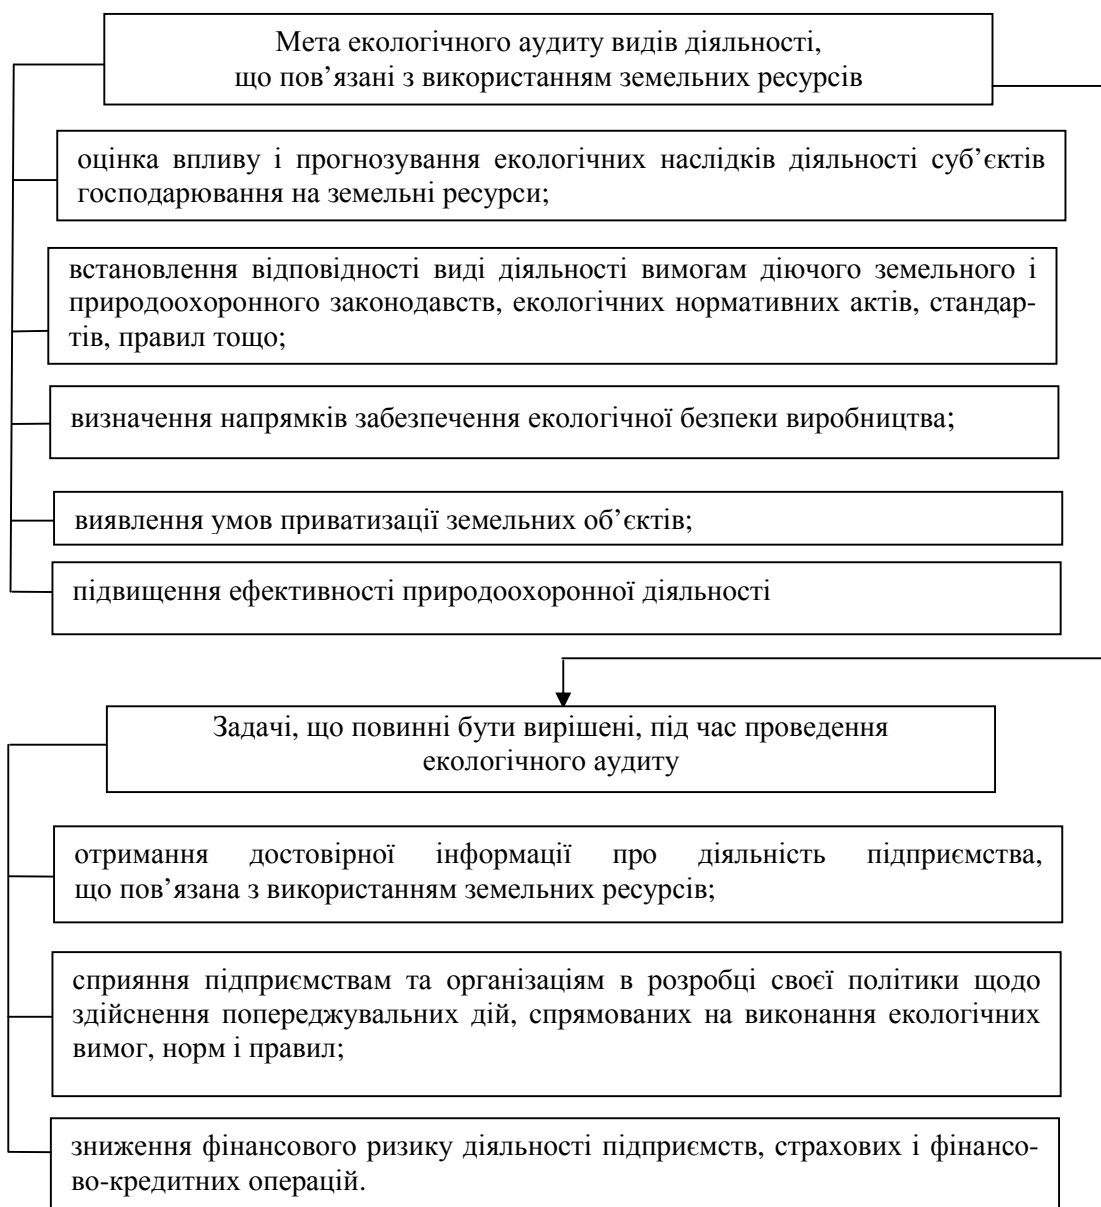 Мета екологічного аудиту видів діяльності,
що пов’язані з використанням земельних ресурсів
оцінка впливу і прогнозування екологічних наслідків діяльності суб’єктів
господарювання на земельні ресурси;
встановлення відповідності виді діяльності вимогам діючого земельного і
природоохоронного законодавств, екологічних нормативних актів, стандар-
тів, правил тощо;
визначення напрямків забезпечення екологічної безпеки виробництва;
виявлення умов приватизації земельних об’єктів;
підвищення ефективності природоохоронної діяльності
Задачі, що повинні бути вирішені, під час проведення
екологічного аудиту
отримання достовірної інформації про діяльність підприємства,
що пов’язана з використанням земельних ресурсів;
сприяння підприємствам та організаціям в розробці своєї політики щодо
здійснення попереджувальних дій, спрямованих на виконання екологічних
вимог, норм і правил;
зниження фінансового ризику діяльності підприємств, страхових і фінансо-
во-кредитних операцій.